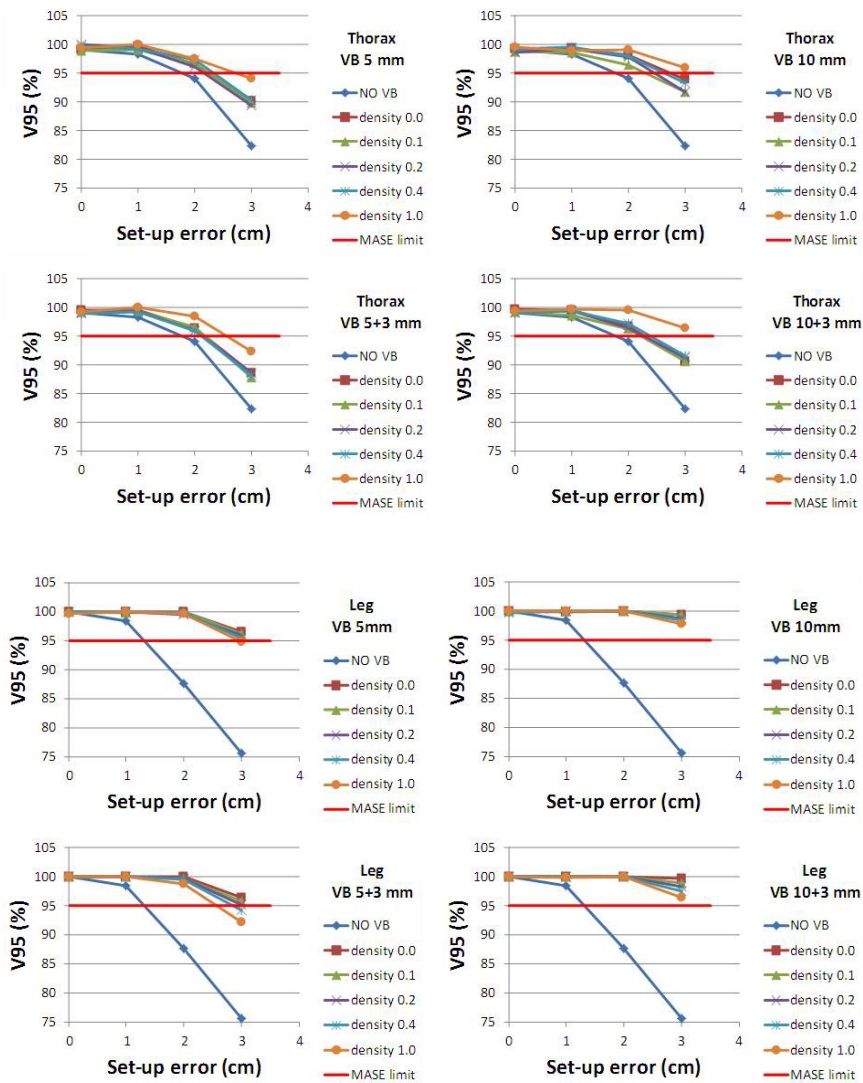 Thorax
VB 5 mm
V95 (%)
105
100
95
90
85
80
75
0 1 2 3 4
Set-up error (cm)
NO VB
density 0.0
density 0.1
density 0.2
density 0.4
density 1.0
MASE limit
Thorax
VB 10 mm
V95 (%)
105
100
95
90
85
80
75
0 1 2 3 4
Set-up error (cm)
NO VB
density 0.0
density 0.1
density 0.2
density 0.4
density 1.0
MASE limit
Thorax
VB 5+3 mm
V95 (%)
105
100
95
90
85
80
75
0 1 2 3 4
Set-up error (cm)
NO VB
density 0.0
density 0.1
density 0.2
density 0.4
density 1.0
MASE limit
Thorax
VB 10+3 mm
V95 (%)
105
100
95
90
85
80
75
0 1 2 3 4
Set-up error (cm)
NO VB
density 0.0
density 0.1
density 0.2
density 0.4
density 1.0
MASE limit
Leg
VB 5mm
V95 (%)
105
100
95
90
85
80
75
0 1 2 3 4
Set-up error (cm)
NO VB
density 0.0
density 0.1
density 0.2
density 0.4
density 1.0
MASE limit
Leg
VB 10mm
V95 (%)
105
100
95
90
85
80
75
0 1 2 3 4
Set-up error (cm)
NO VB
density 0.0
density 0.1
density 0.2
density 0.4
density 1.0
MASE limit
Leg
VB 5+3 mm
V95 (%)
105
100
95
90
85
80
75
0 1 2 3 4
Set-up error (cm)
NO VB
density 0.0
density 0.1
density 0.2
density 0.4
density 1.0
MASE limit
Leg
VB 10+3 mm
V95 (%)
105
100
95
90
85
80
75
0 1 2 3 4
Set-up error (cm)
NO VB
density 0.0
density 0.1
density 0.2
density 0.4
density 1.0
MASE limit